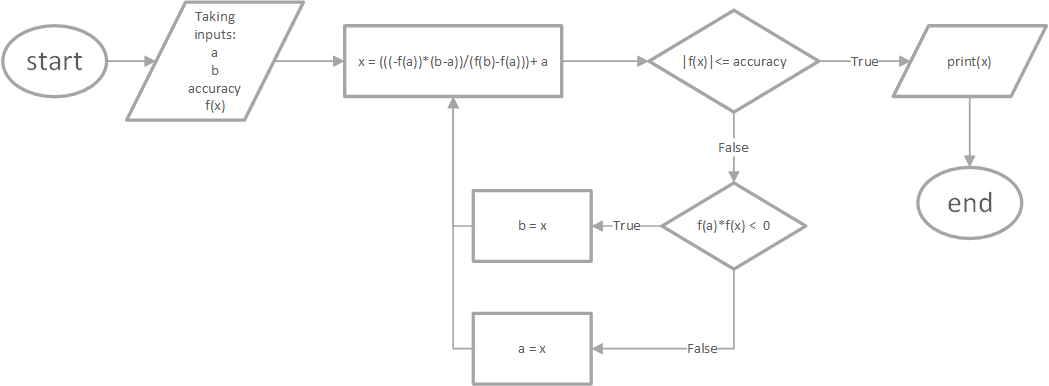 start
Taking
inputs:
a
b
accuracy
f(x)
x = (((-f(a))*(b-a))/(f(b)-f(a)))+ a
|f(x)|<= accuracy
True
print(x)
False
end
f(a)*f(x) < 0
True
b = x
False
a = x